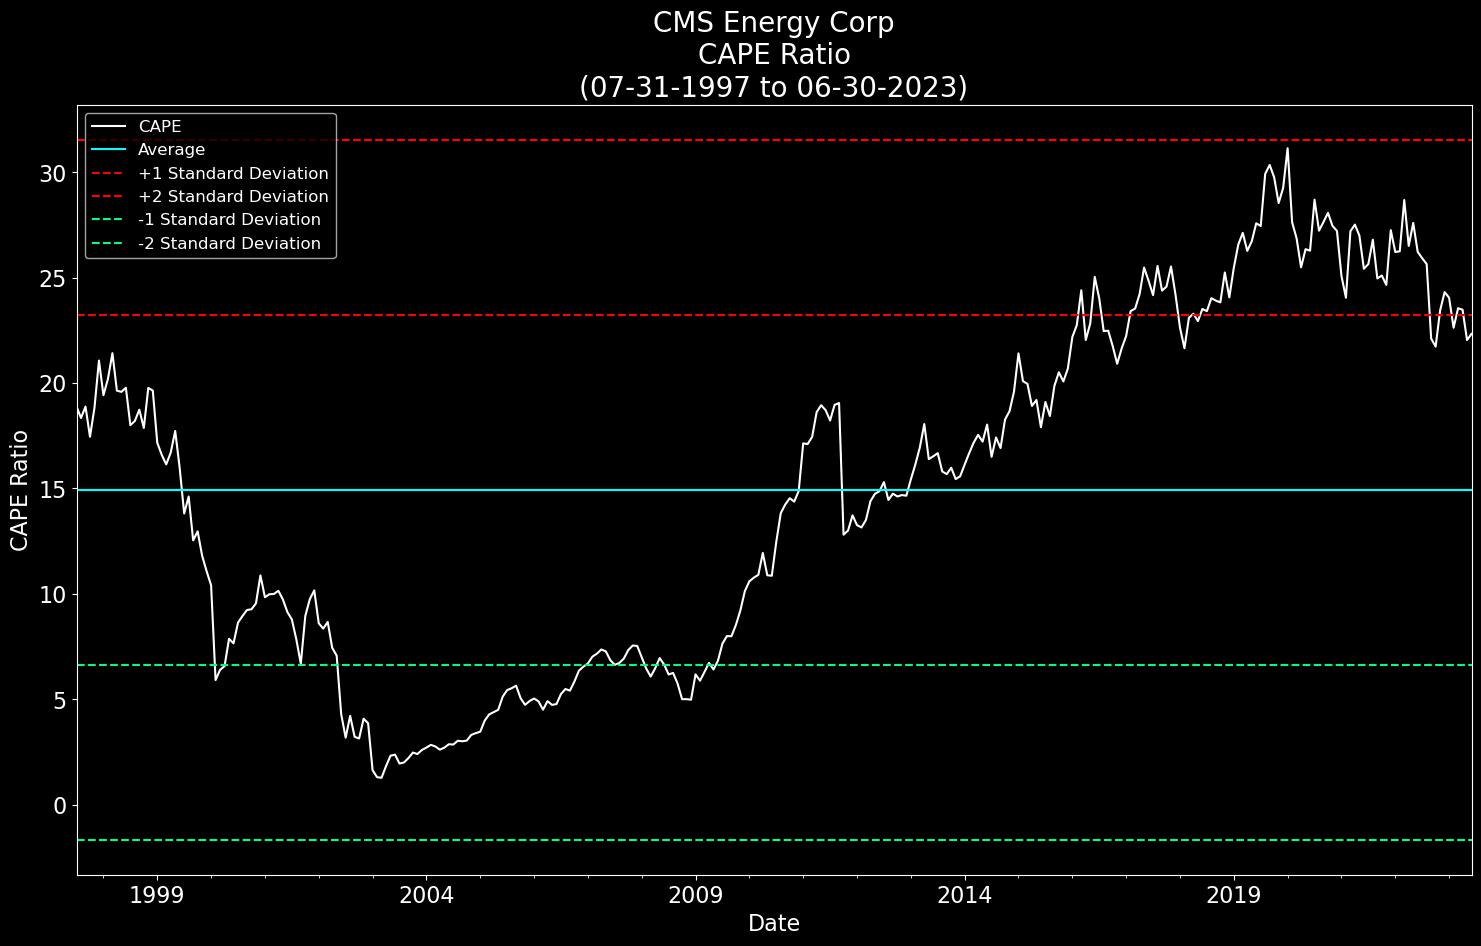 CMS Energy Corp
CAPE Ratio
(07-31-1997 to 06-30-2023)
CAPE
Average
+1 Standard Deviation
+2 Standard Deviation
-1 Standard Deviation
-2 Standard Deviation
30
25
20
15
10
5
0
CAPE Ratio
1999 2004 2009 2014 2019
Date